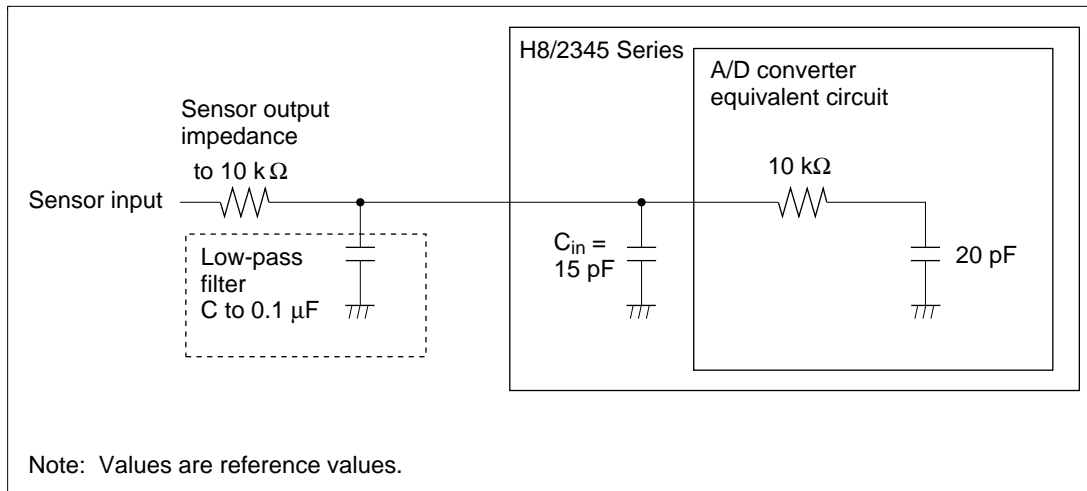 H8/2345 Series
A/D converter
equivalent circuit
Sensor output
impedance
to 10 kΩ
10 kΩ
Sensor input
Low-pass
filter
C to 0.1 μF
Cin =
15 pF
20 pF
Note: Values are reference values.